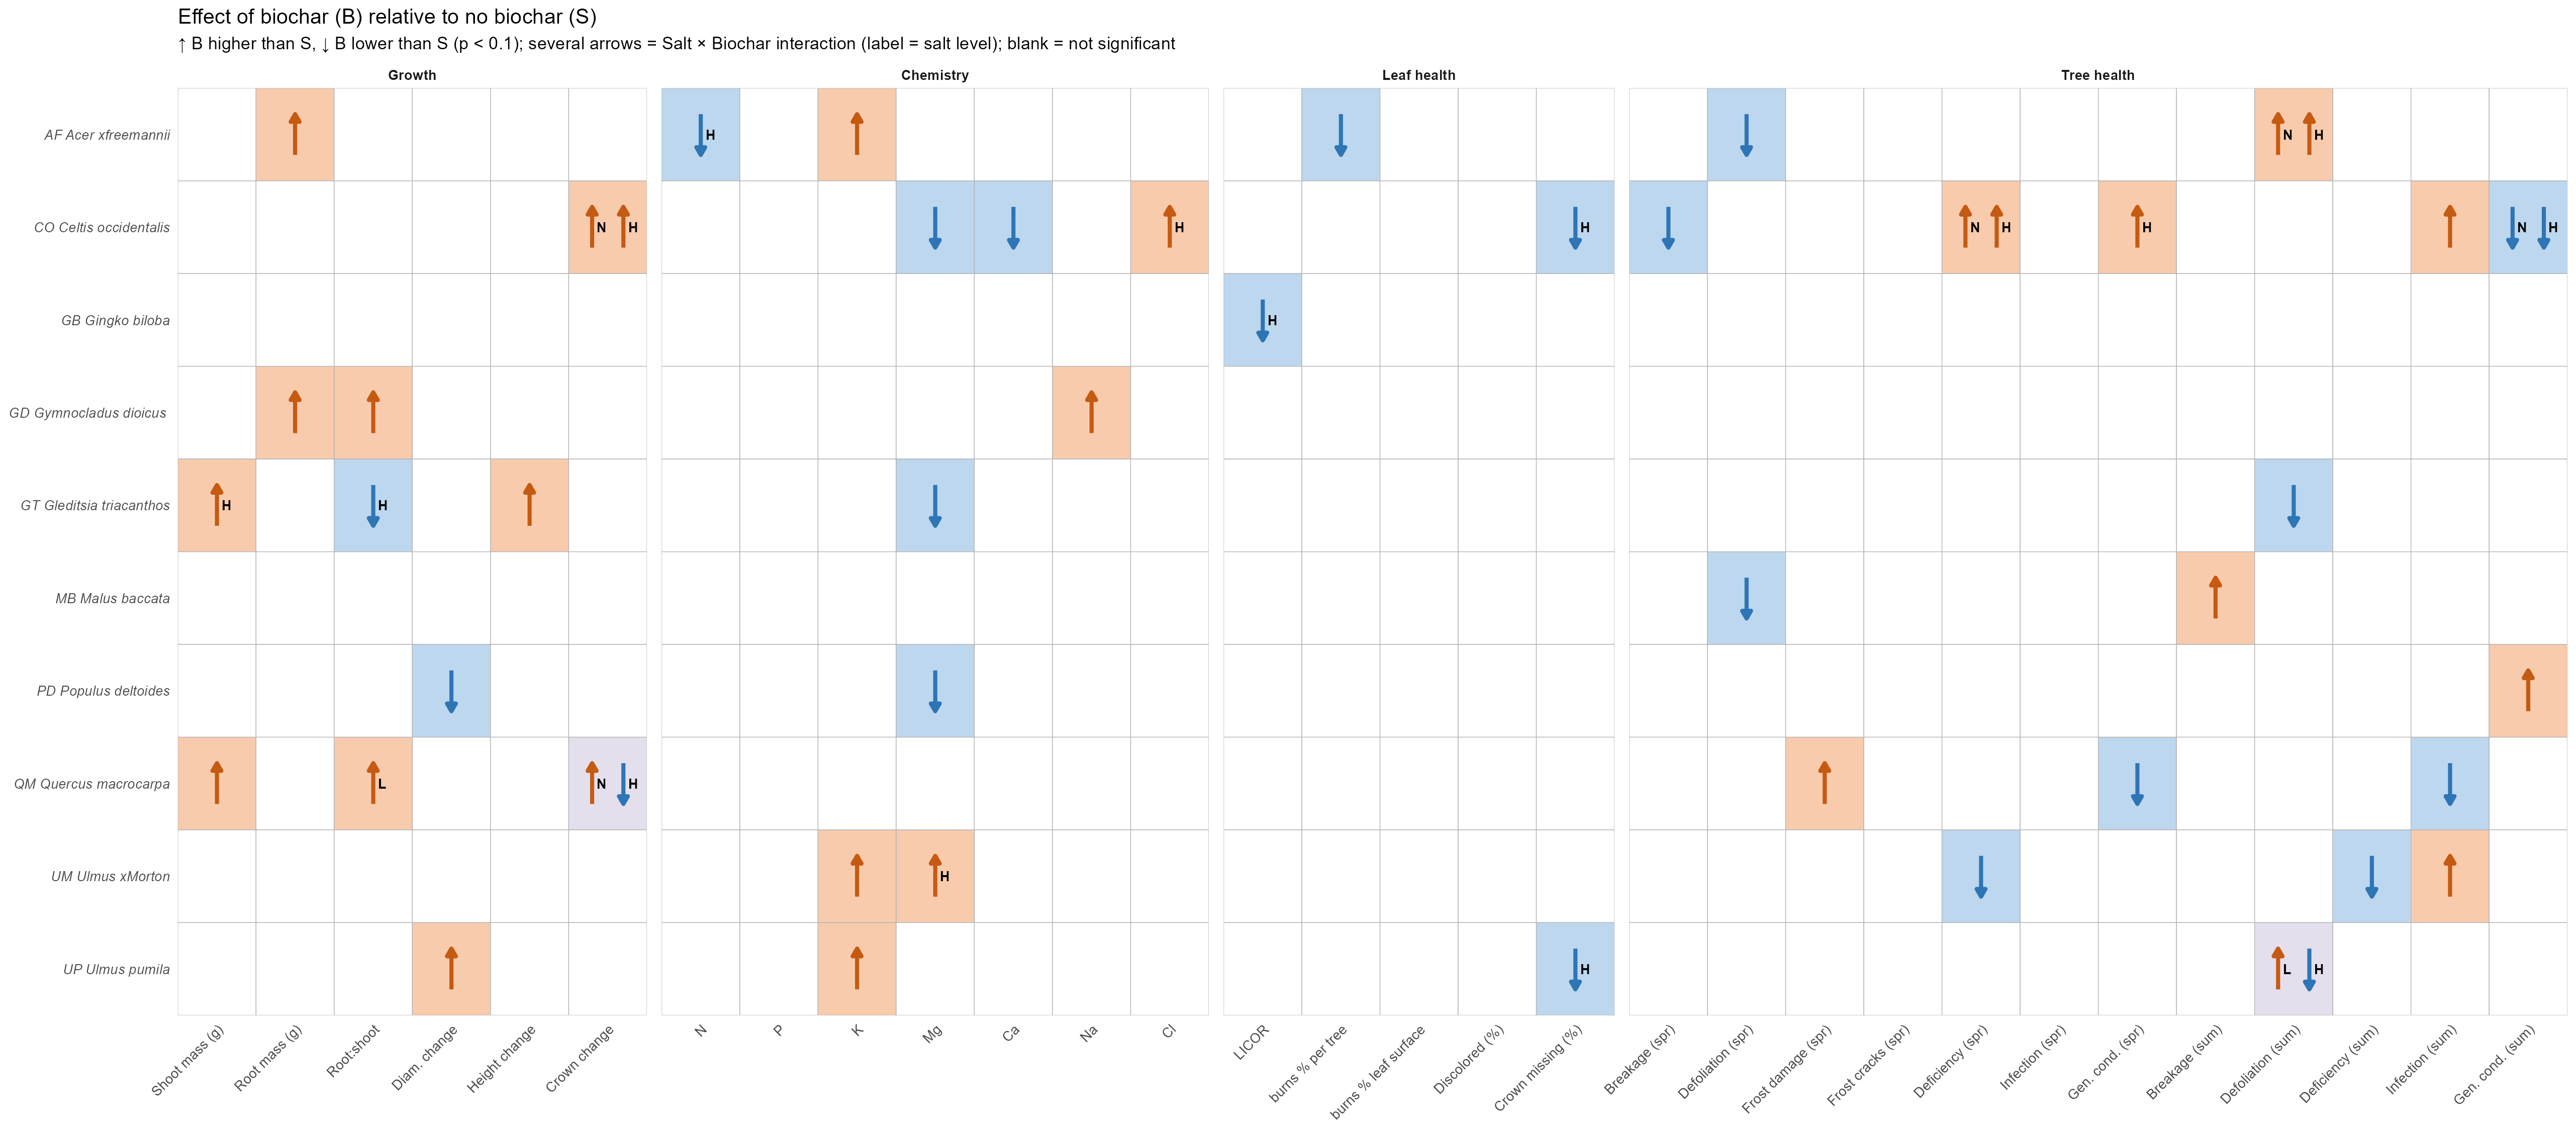 Effect of biochar (B) relative to no biochar (S)
↑ B higher than S, ↓ B lower than S (p < 0.1); several arrows = Salt × Biochar interaction (label = salt level); blank = not significant
Growth Chemistry Leaf health Tree health
AF Acer xfreemannii H N H
CO Celtis occidentalis N H H H N H H N H
GB Gingko biloba H
GD Gymnocladus dioicus
GT Gleditsia triacanthos H H
MB Malus baccata
PD Populus deltoides
QM Quercus macrocarpa L N H
UM Ulmus xMorton H
UP Ulmus pumila H L H
Shoot mass (g)
Root mass (g)
Root:shoot
Diam. change
Height change
Crown change
N
P
K
Mg
Ca
Na
Cl
LICOR
burns % per tree
burns % leaf surface
Discolored (%)
Crown missing (%)
Breakage (spr)
Defoliation (spr)
Frost damage (spr)
Frost cracks (spr)
Deficiency (spr)
Infection (spr)
Gen. cond. (spr)
Breakage (sum)
Defoliation (sum)
Deficiency (sum)
Infection (sum)
Gen. cond. (sum)